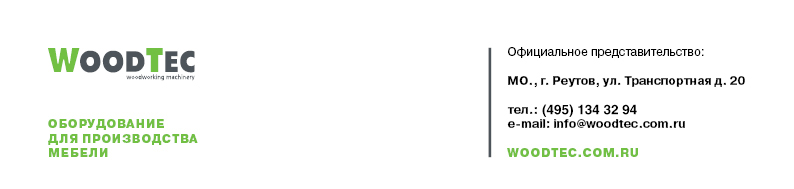 WOODTEC
woodworking machinery
ОБОРУДОВАНИЕ
ДЛЯ ПРОИЗВОДСТВА
МЕБЕЛИ
Официальное представительство:
МО., г. Реутов, ул. Транспортная д. 20
тел.: (495) 134 32 94
e-mail: info@woodtec.com.ru
WOODTEC.COM.RU